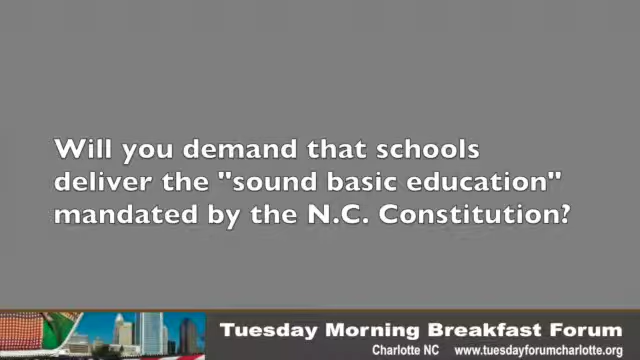 Will you demand that schools
deliver the "sound basic education"
mandated by the N.C. Constitution?
Tuesday Morning Breakfast Forum
Charlotte NC www.tuesdayforumcharlotte.org